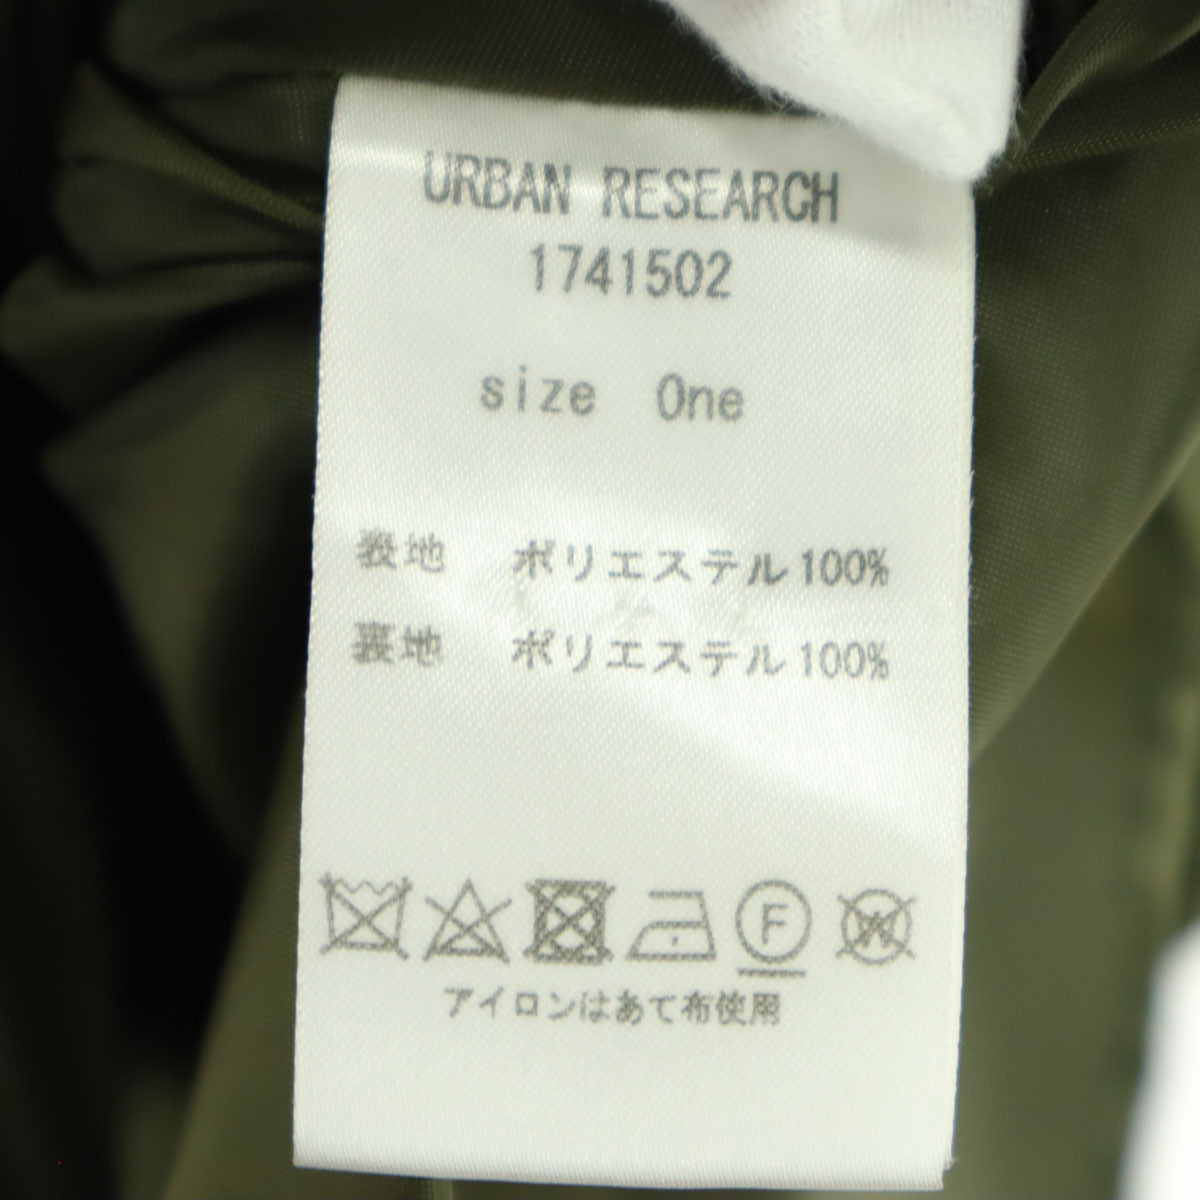 URBAN RESEARCH
1741502
size One
表地 ポリエステル100%
裏地 ポリエステル100%
F W
アイロンはあて布使用